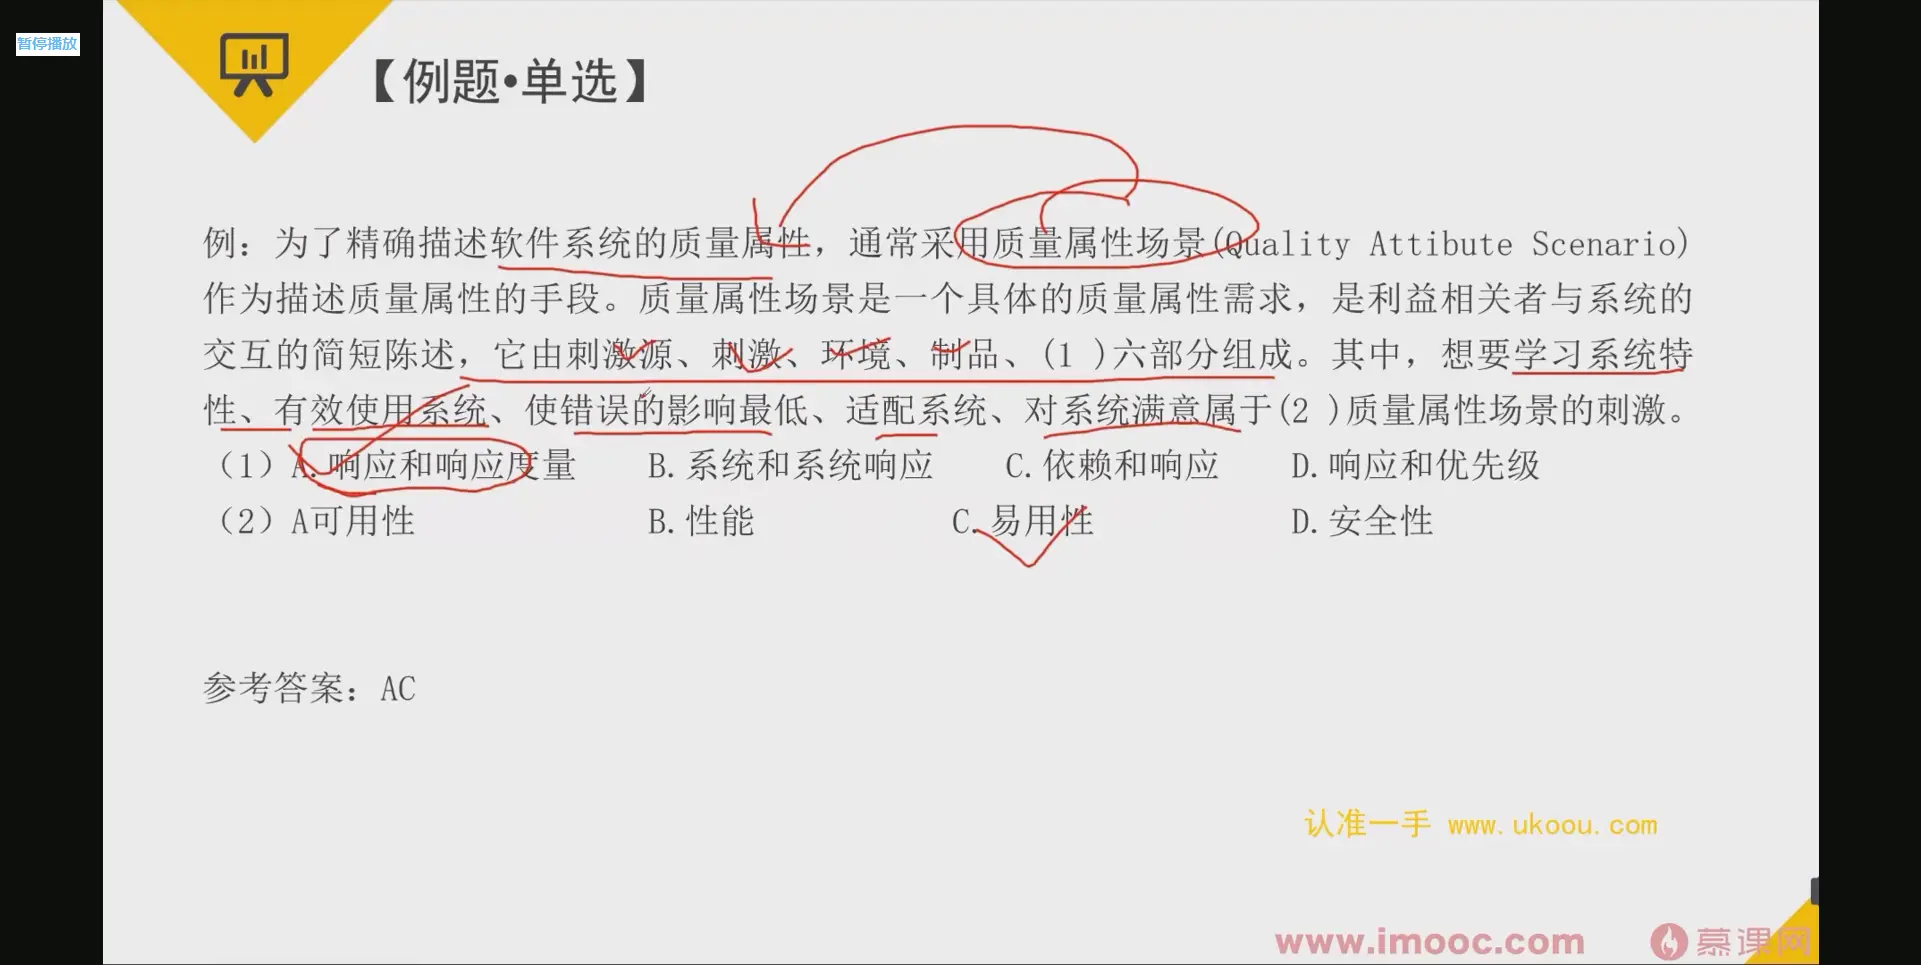 暂停播放
【例题•单选】
例：为了精确描述软件系统的质量属性，通常采用质量属性场景(Quality Attibute Scenario)
作为描述质量属性的手段。质量属性场景是一个具体的质量属性需求，是利益相关者与系统的
交互的简短陈述，它由刺激源、刺激、环境、制品、(1 )六部分组成。其中，想要学习系统特
性、有效使用系统、使错误的影响最低、适配系统、对系统满意属于(2 )质量属性场景的刺激。
（1）A.响应和响应度量 B.系统和系统响应 C.依赖和响应 D.响应和优先级
（2）A可用性 B.性能 C.易用性 D.安全性
参考答案：AC
认准一手 www.ukoou.com
www.imooc.com 慕课网